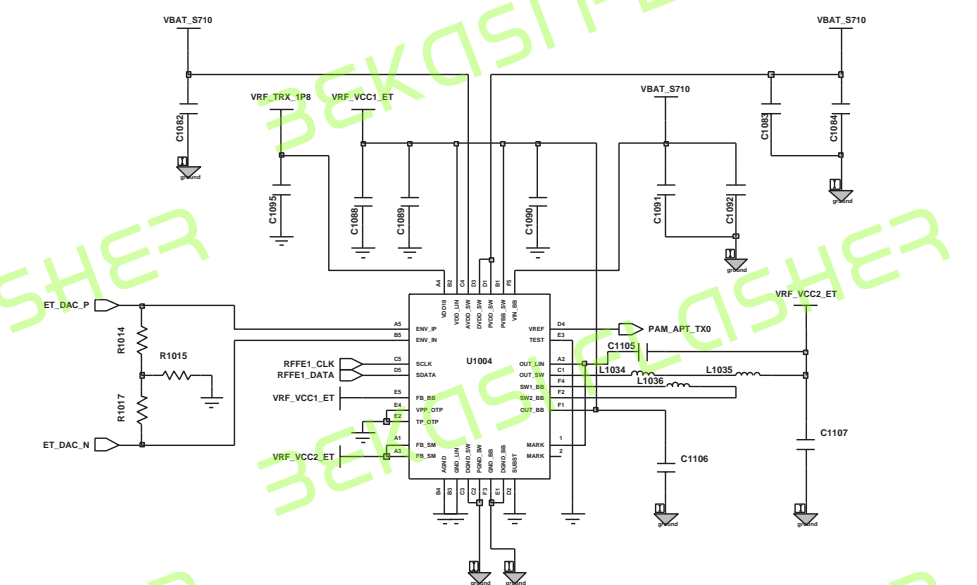 VBAT_S710
VBAT_S710
VRF_TRX_1P8
VRF_VCC1_ET
VBAT_S710
C1082
C1083
C1084
ground
ground
C1095
C1088
C1089
C1090
C1091
C1092
ground
A4
B2
C4
D3
D1
B1
F5
VDD18
VDD_LIN
AVDD_SW
DVDD_SW
PVDD_SW
PVBB_SW
VIN_BB
ET_DAC_P
VRF_VCC2_ET
R1014
A5
ENV_IP
VREF
D4
PAM_APT_TX0
B5
ENV_IN
TEST
E3
C1105
R1015
U1004
RFFE1_CLK
C5
SCLK
OUT_LIN
A2
RFFE1_DATA
D5
SDATA
OUT_SW
C1
L1034
L1035
SW1_BB
F4
L1036
VRF_VCC1_ET
E5
FB_BB
SW2_BB
F2
E4
VPP_OTP
OUT_BB
F1
R1017
E2
TP_OTP
ET_DAC_N
A1
FB_SM
MARK
1
C1107
VRF_VCC2_ET
A3
FB_SM
MARK
2
C1106
AGND
GND_LIN
DGND_SW
PGND_SW
GND_BB
DGND_BB
SUBST
B4
B3
C3
C2
F3
E1
D2
ground
ground
ground
ground
BEKASI FLASHER
SHER
BEKASI FLASHER